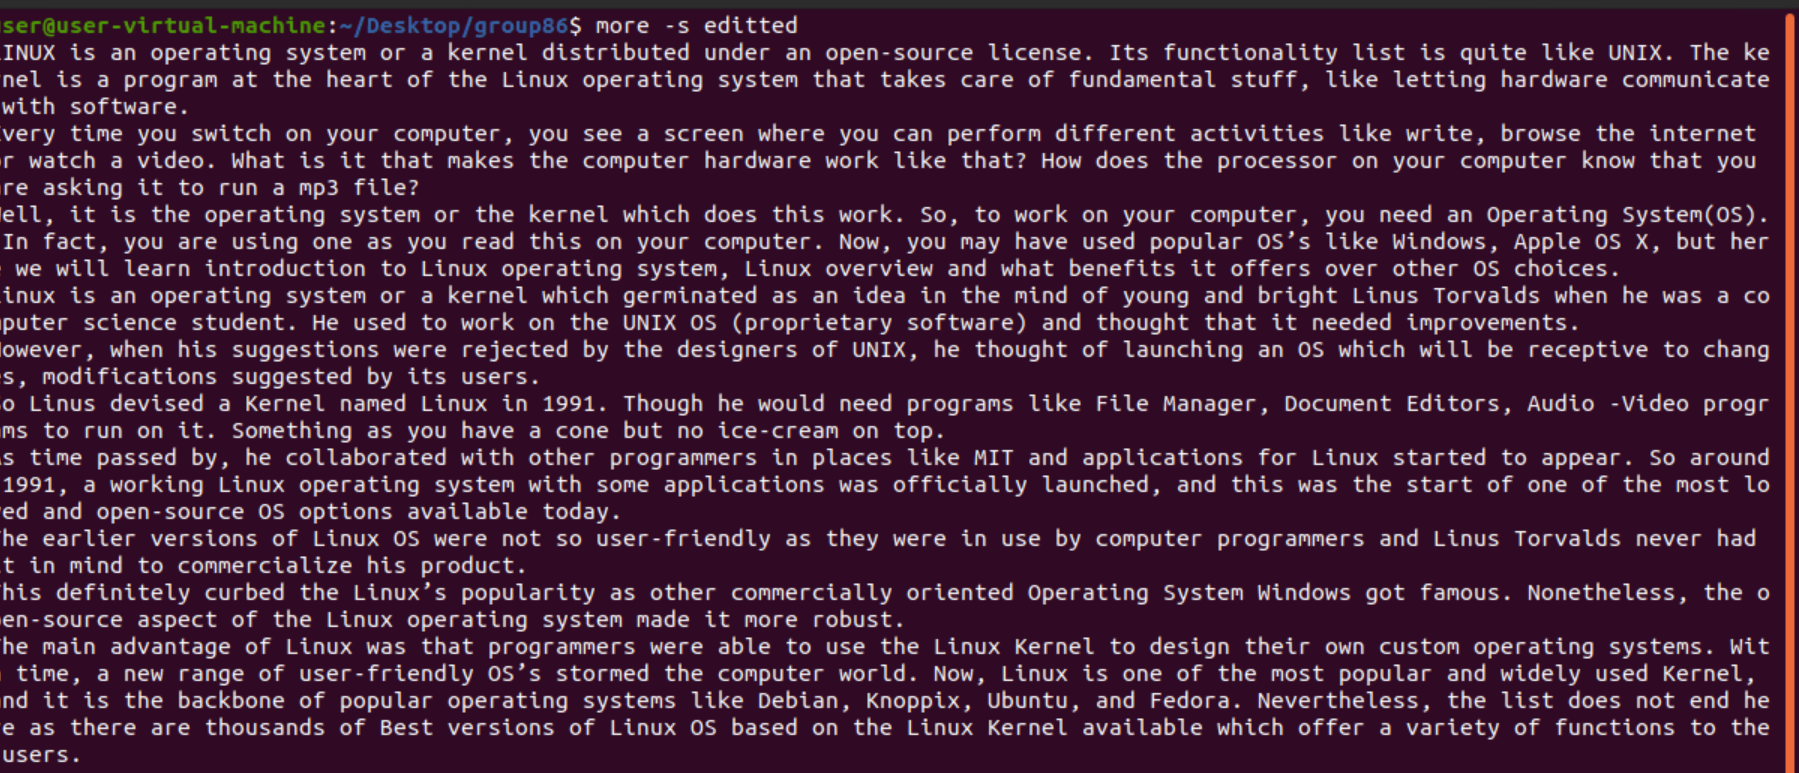 user@user-virtual-machine:~/Desktop/group86$ more -s editted
LINUX is an operating system or a kernel distributed under an open-source license. Its functionality list is quite like UNIX. The ke
rnel is a program at the heart of the Linux operating system that takes care of fundamental stuff, like letting hardware communicate
with software.
Every time you switch on your computer, you see a screen where you can perform different activities like write, browse the internet
or watch a video. What is it that makes the computer hardware work like that? How does the processor on your computer know that you
are asking it to run a mp3 file?
Well, it is the operating system or the kernel which does this work. So, to work on your computer, you need an Operating System(OS).
In fact, you are using one as you read this on your computer. Now, you may have used popular OS’s like Windows, Apple OS X, but her
e we will learn introduction to Linux operating system, Linux overview and what benefits it offers over other OS choices.
Linux is an operating system or a kernel which germinated as an idea in the mind of young and bright Linus Torvalds when he was a co
mputer science student. He used to work on the UNIX OS (proprietary software) and thought that it needed improvements.
However, when his suggestions were rejected by the designers of UNIX, he thought of launching an OS which will be receptive to chang
es, modifications suggested by its users.
So Linus devised a Kernel named Linux in 1991. Though he would need programs like File Manager, Document Editors, Audio -Video progr
ams to run on it. Something as you have a cone but no ice-cream on top.
As time passed by, he collaborated with other programmers in places like MIT and applications for Linux started to appear. So around
1991, a working Linux operating system with some applications was officially launched, and this was the start of one of the most lo
ved and open-source OS options available today.
The earlier versions of Linux OS were not so user-friendly as they were in use by computer programmers and Linus Torvalds never had
it in mind to commercialize his product.
This definitely curbed the Linux’s popularity as other commercially oriented Operating System Windows got famous. Nonetheless, the o
pen-source aspect of the Linux operating system made it more robust.
The main advantage of Linux was that programmers were able to use the Linux Kernel to design their own custom operating systems. Wit
h time, a new range of user-friendly OS’s stormed the computer world. Now, Linux is one of the most popular and widely used Kernel,
and it is the backbone of popular operating systems like Debian, Knoppix, Ubuntu, and Fedora. Nevertheless, the list does not end he
re as there are thousands of Best versions of Linux OS based on the Linux Kernel available which offer a variety of functions to the
users.